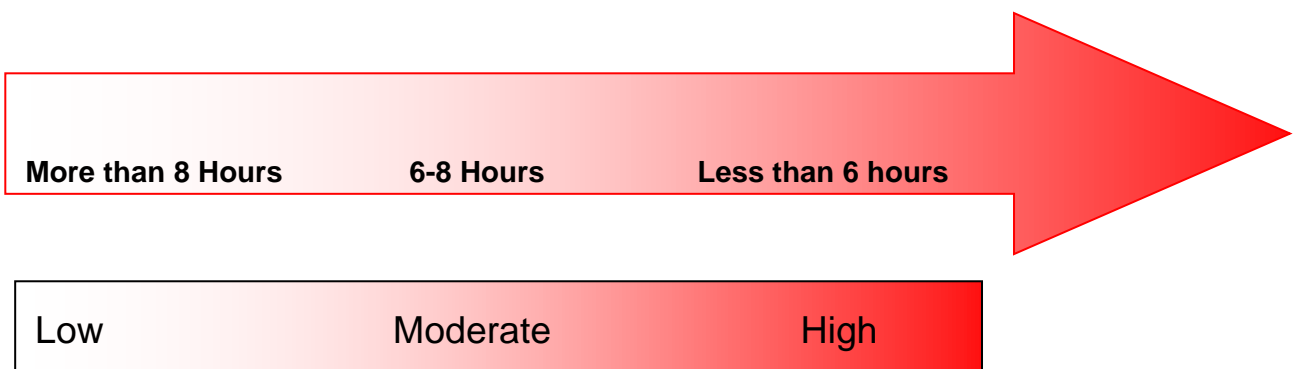 More than 8 Hours 6-8 Hours Less than 6 hours
Low Moderate High